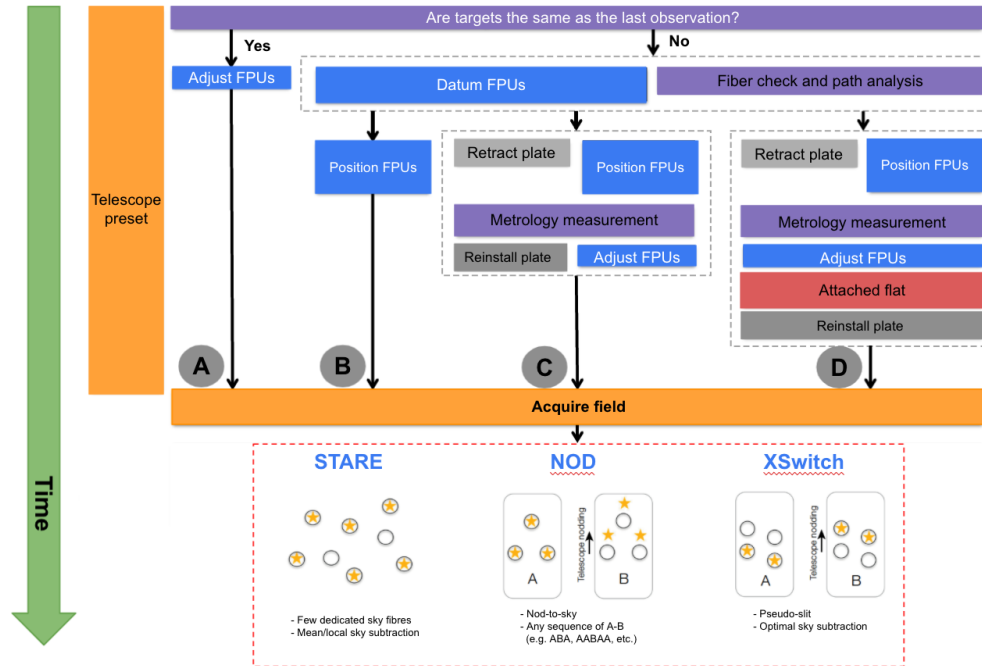 Are targets the same as the last observation?
Yes
No
Adjust FPUs
Datum FPUs
Fiber check and path analysis
Telescope
preset
Position FPUs
Retract plate
Position FPUs
Metrology measurement
Reinstall plate
Adjust FPUs
Retract plate
Position FPUs
Metrology measurement
Adjust FPUs
Attached flat
Reinstall plate
A
B
C
D
Acquire field
Time
STARE
- Few dedicated sky fibres
- Mean/local sky subtraction
NOD
A
Telescope nodding
B
- Nod-to-sky
- Any sequence of A-B
(e.g. ABA, AABAA, etc.)
XSwitch
A
Telescope nodding
B
- Pseudo-slit
- Optimal sky subtraction